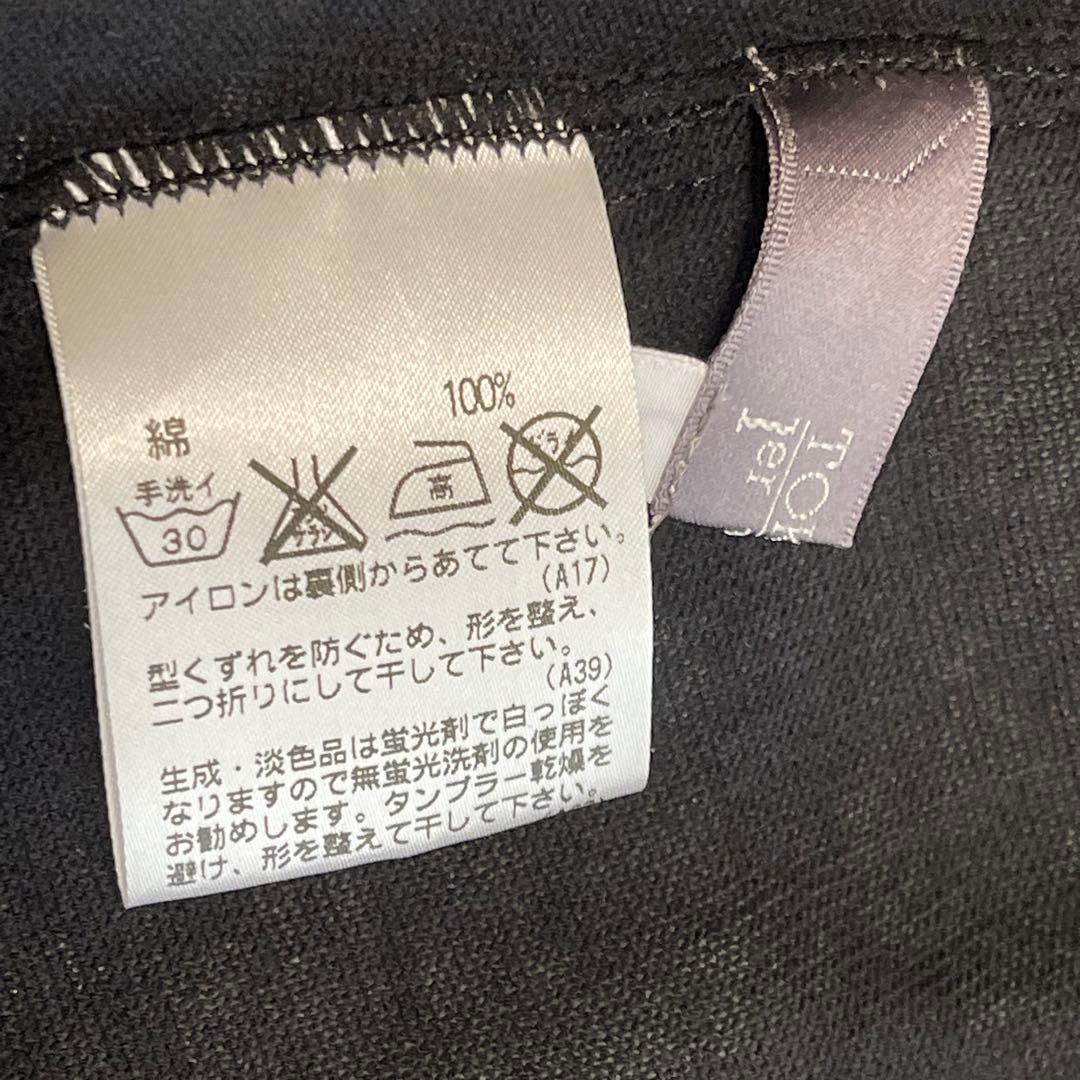 綿 100%
手洗イ
30
高
ドライ
アイロンは裏側からあてて下さい。
(A17)
型くずれを防ぐため、形を整え、
二つ折りにして干して下さい。
(A39)
生成・淡色品は蛍光剤で白っぽく
なりますので無蛍光洗剤の使用を
お勧めします。タンブラー乾燥を
避け、形を整えて干して下さい。